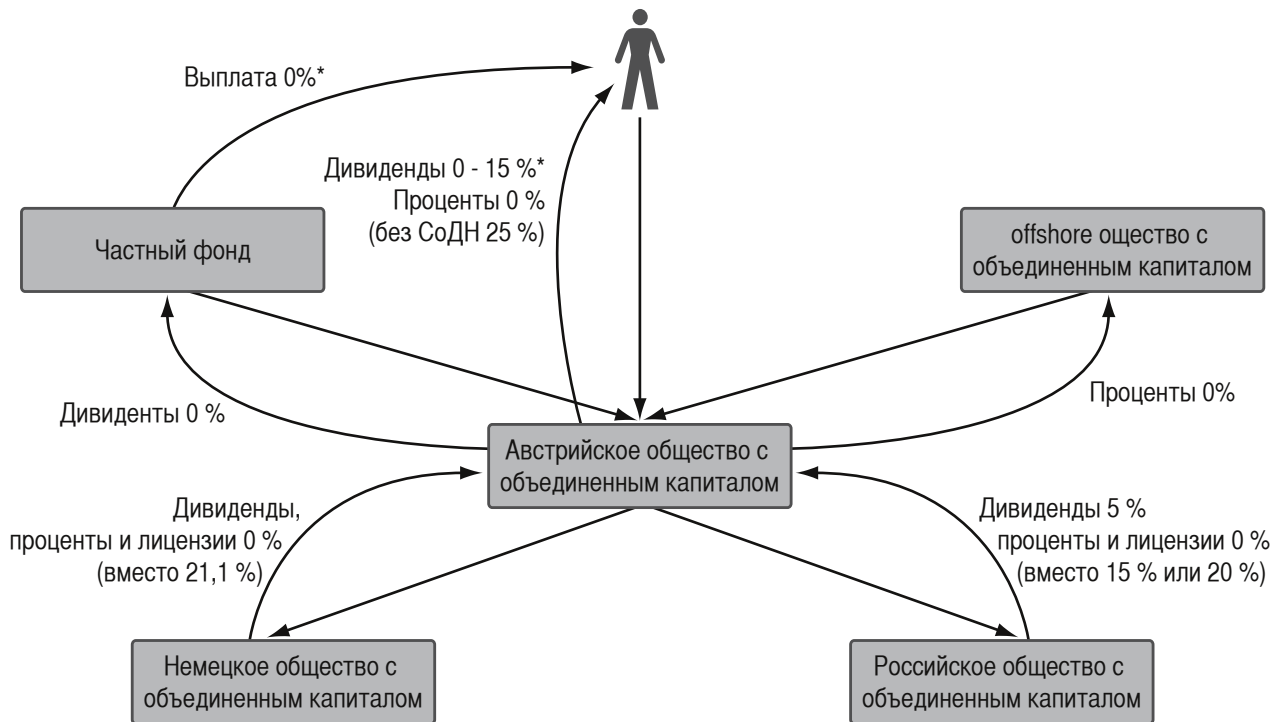 Выплата 0%*
Дивиденды 0 - 15 %*
Проценты 0 %
(без СоДН 25 %)
Частный фонд
offshore ощество с
объединенным капиталом
Дивиденты 0 %
Проценты 0%
Австрийское общество с
объединенным капиталом
Дивиденды,
проценты и лицензии 0 %
(вместо 21,1 %)
Дивиденды 5 %
проценты и лицензии 0 %
(вместо 15 % или 20 %)
Немецкое общество с
объединенным капиталом
Российское общество с
объединенным капиталом